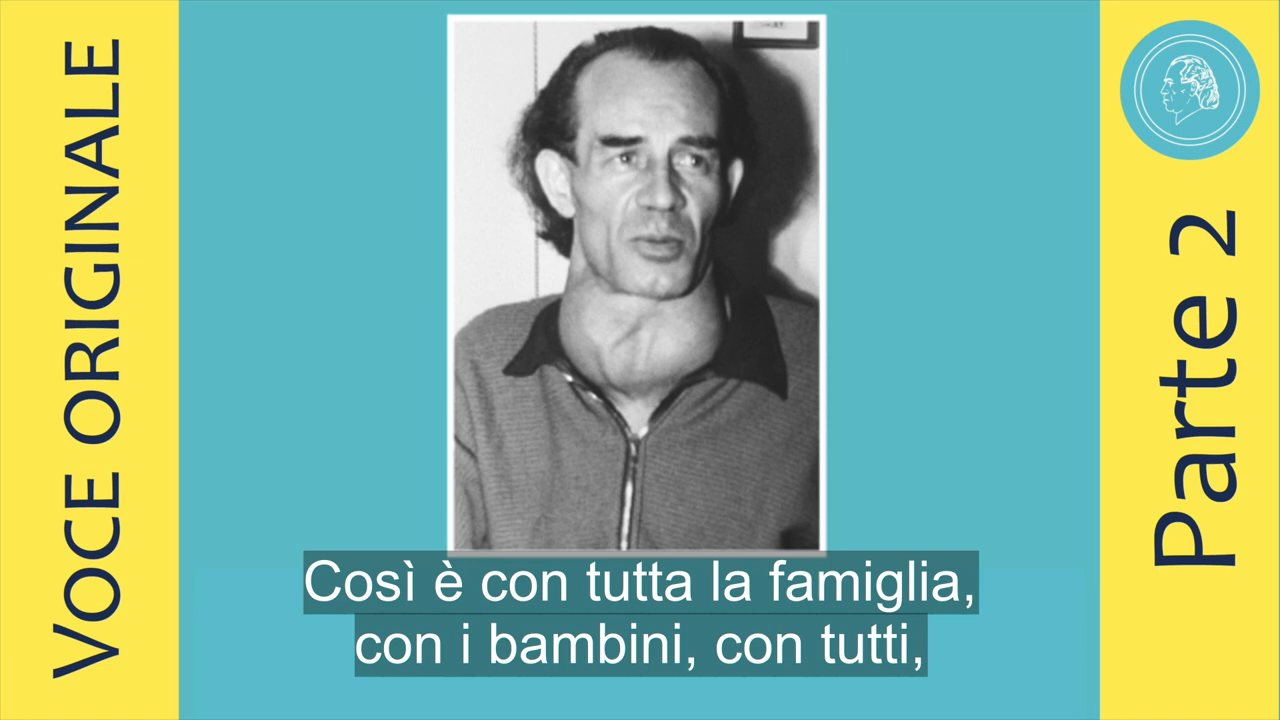 VOCE ORIGINALE
Parte 2
Così è con tutta la famiglia,
con i bambini, con tutti,